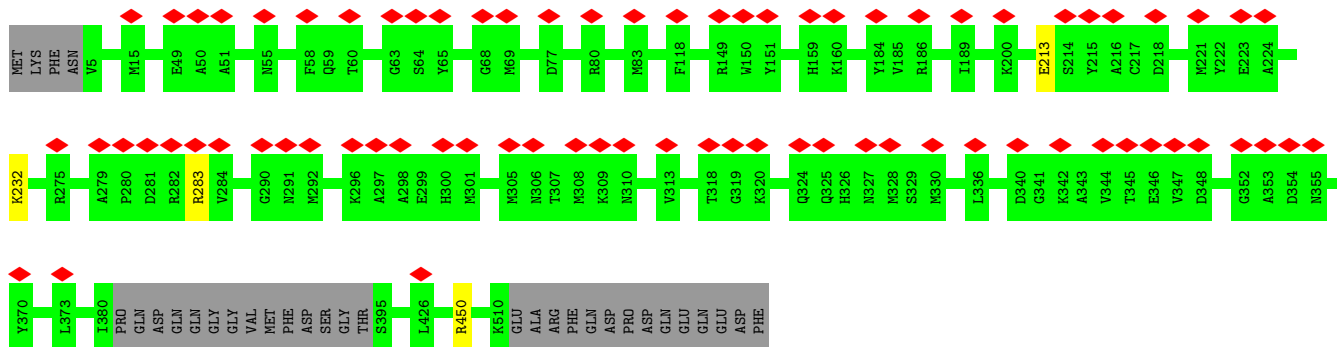 MET LYS PHE ASN V5 M15 E49 A50 A51 N55 F58 Q59 T60 G63 S64 Y65 G68 M69 D77 R80 M83 F118 R149 W150 Y151 H159 K160 Y184 V185 R186 I189 K200 E213 S214 Y215 A216 C217 D218 M221 Y222 E223 A224
K232 R275 A279 P280 D281 R282 R283 V284 G290 N291 M292 K296 A297 A298 E299 H300 M301 M305 N306 T307 M308 K309 N310 V313 T318 G319 K320 Q324 Q325 H326 N327 M328 S329 M330 L336 D340 G341 K342 A343 V344 T345 E346 V347 D348 G352 A353 D354 N355
Y370 L373 I380 PRO GLN ASP GLN GLN GLY GLY VAL MET PHE ASP SER GLY THR S395 L426 R450 K510 GLU ALA ARG PHE GLN ASP PRO ASP GLN GLU GLN GLU ASP PHE